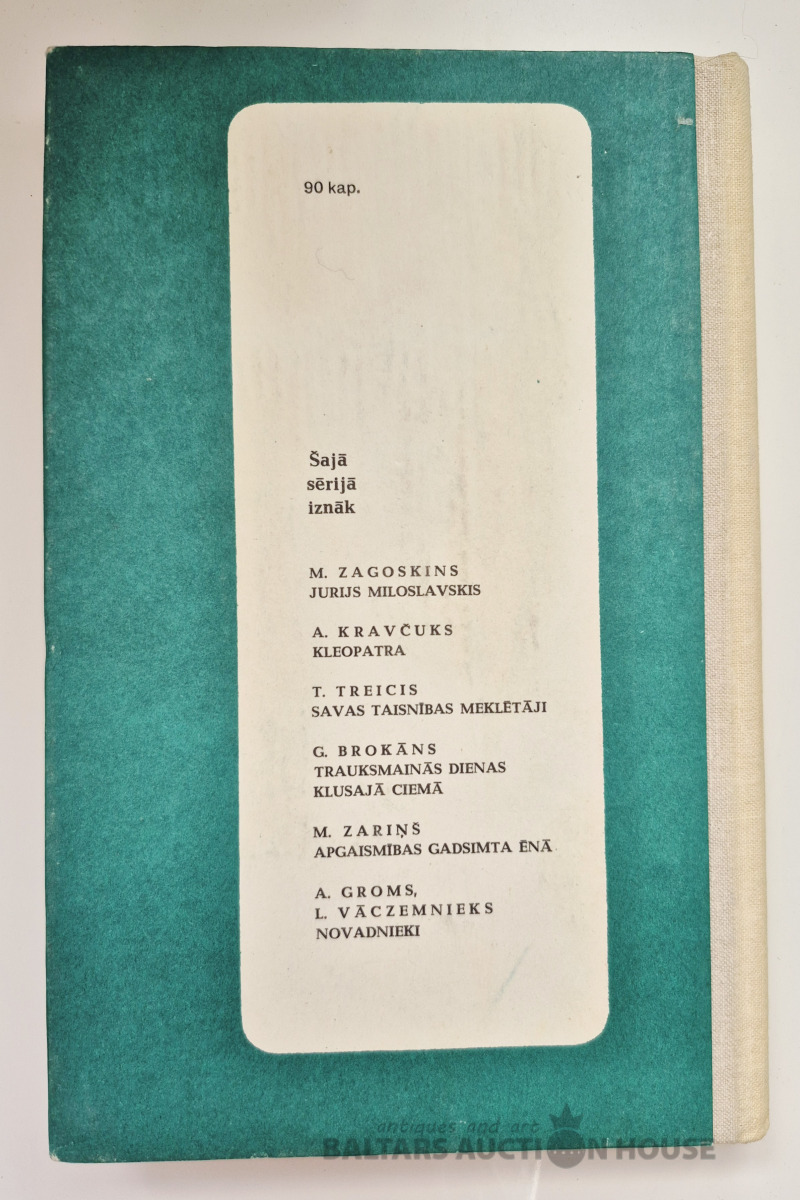 90 kap.
Šajā
sērijā
iznāk
M. ZAGOSKINS
JURIJS MILOSLAVSKIS
A. KRAVČUKS
KLEOPATRA
T. TREICIS
SAVAS TAISNĪBAS MEKLĒTĀJI
G. BROKĀNS
TRAUKSMAINĀS DIENAS
KLUSAJĀ CIEMĀ
M. ZARIŅŠ
APGAISMĪBAS GADSIMTA ĒNĀ
A. GROMS,
L. VĀCZEMNIEKS
NOVADNIEKI
antiques and art
BALTARS AUCTION HOUSE